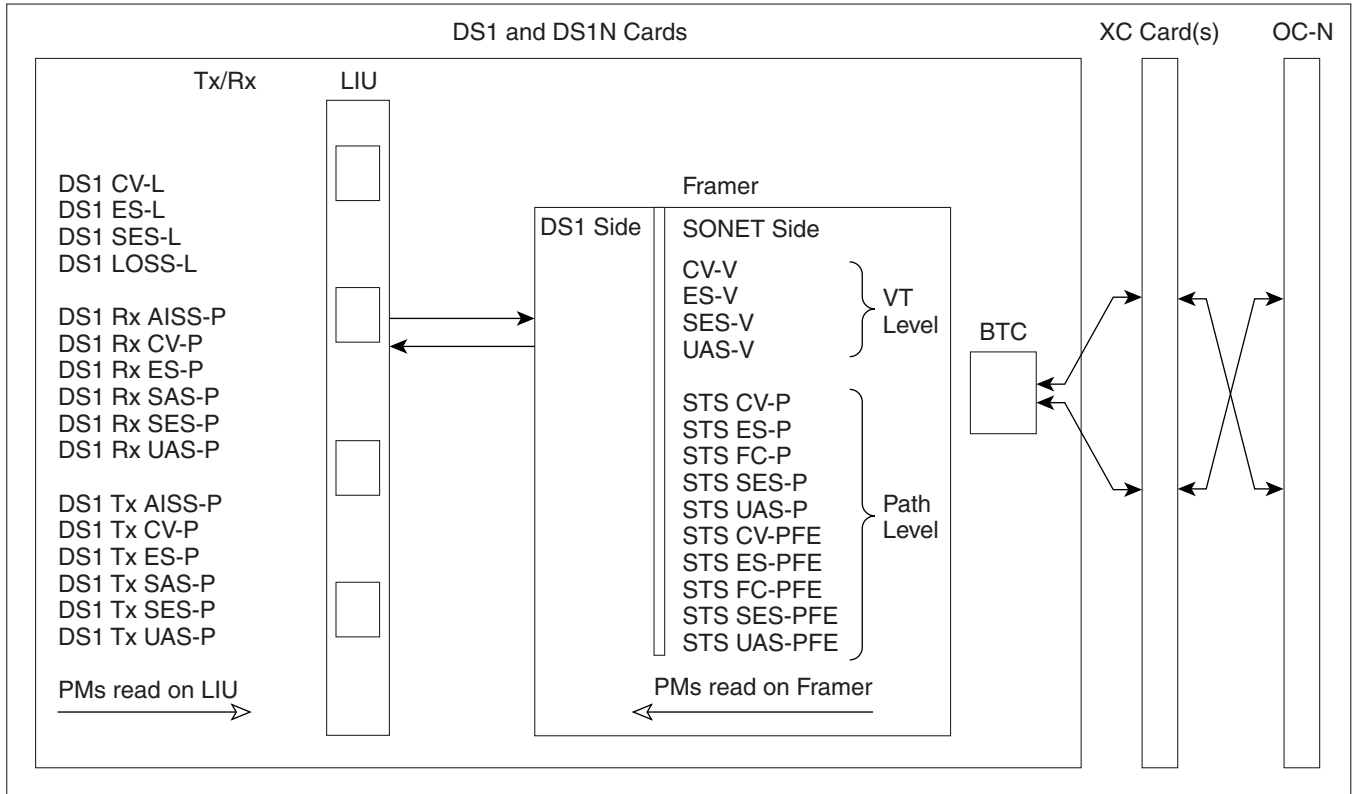 DS1 and DS1N Cards
XC Card(s)
OC-N
Tx/Rx
LIU
DS1 CV-L
DS1 ES-L
DS1 SES-L
DS1 LOSS-L
DS1 Rx AISS-P
DS1 Rx CV-P
DS1 Rx ES-P
DS1 Rx SAS-P
DS1 Rx SES-P
DS1 Rx UAS-P
DS1 Tx AISS-P
DS1 Tx CV-P
DS1 Tx ES-P
DS1 Tx SAS-P
DS1 Tx SES-P
DS1 Tx UAS-P
PMs read on LIU
Framer
DS1 Side
SONET Side
CV-V
ES-V
SES-V
UAS-V
VT
Level
STS CV-P
STS ES-P
STS FC-P
STS SES-P
STS UAS-P
STS CV-PFE
STS ES-PFE
STS FC-PFE
STS SES-PFE
STS UAS-PFE
Path
Level
PMs read on Framer
BTC